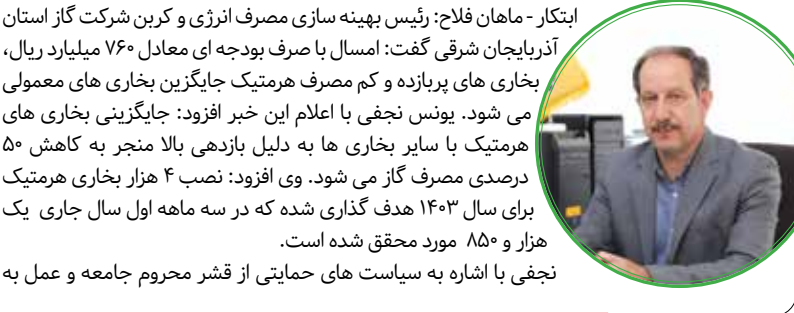 ابتکار - ماهان فلاح: رئیس بهینه سازی مصرف انرژی و کربن شرکت گاز استان
آذربایجان شرقی گفت: امسال با صرف بودجه ای معادل ۷۶۰ میلیارد ریال،
بخاری های پربازده و کم مصرف هرمتیک جایگزین بخاری های معمولی
می شود. یونس نجفی با اعلام این خبر افزود: جایگزینی بخاری های
هرمتیک با سایر بخاری ها به دلیل بازدهی بالا منجر به کاهش ۵۰
درصدی مصرف گاز می شود. وی افزود: نصب ۴ هزار بخاری هرمتیک
برای سال ۱۴۰۳ هدف گذاری شده که در سه ماهه اول سال جاری یک
هزار و ۸۵۰ مورد محقق شده است.
نجفی با اشاره به سیاست های حمایتی از قشر محروم جامعه و عمل به